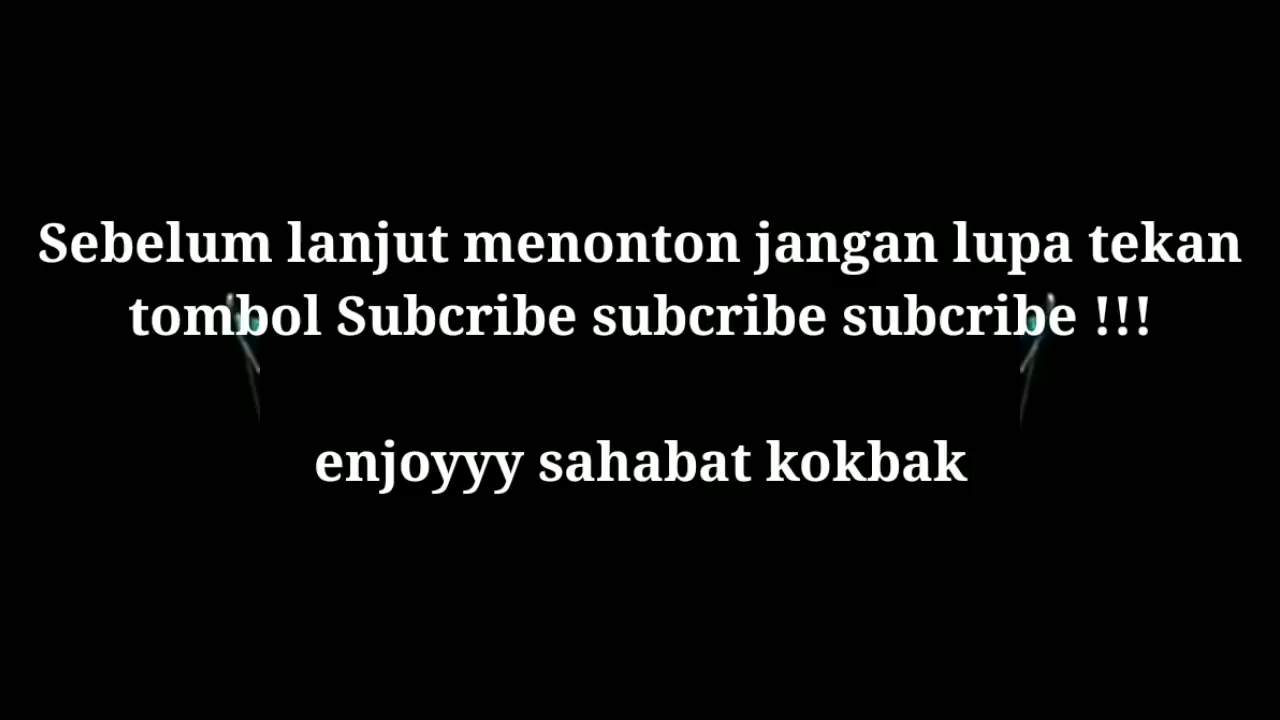 Sebelum lanjut menonton jangan lupa tekan
tombol Subcribe subcribe subcribe !!!
enjoyyy sahabat kokbak